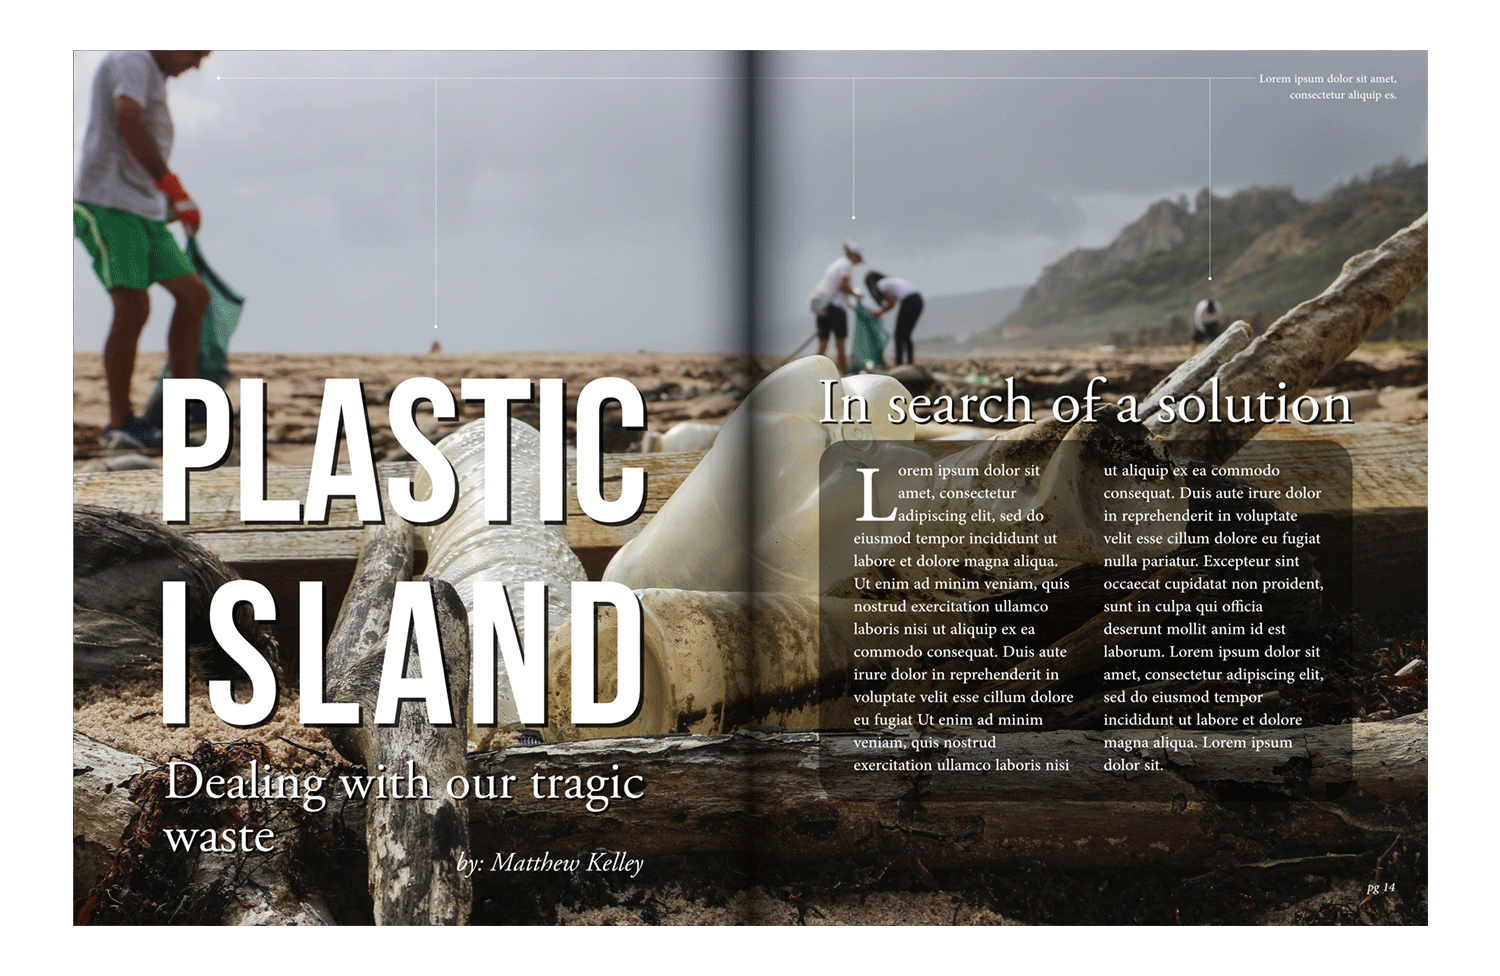 Lorem ipsum dolor sit amet,
consectetur aliquip es.
PLASTIC
ISLAND
Dealing with our tragic
waste
by: Matthew Kelley
In search of a solution
Lorem ipsum dolor sit
amet, consectetur
adipiscing elit, sed do
eiusmod tempor incididunt ut
labore et dolore magna aliqua.
Ut enim ad minim veniam, quis
nostrud exercitation ullamco
laboris nisi ut aliquip ex ea
commodo consequat. Duis aute
irure dolor in reprehenderit in
voluptate velit esse cillum dolore
eu fugiat Ut enim ad minim
veniam, quis nostrud
exercitation ullamco laboris nisi
ut aliquip ex ea commodo
consequat. Duis aute irure dolor
in reprehenderit in voluptate
velit esse cillum dolore eu fugiat
nulla pariatur. Excepteur sint
occaecat cupidatat non proident,
sunt in culpa qui officia
deserunt mollit anim id est
laborum. Lorem ipsum dolor sit
amet, consectetur adipiscing elit,
sed do eiusmod tempor
incididunt ut labore et dolore
magna aliqua. Lorem ipsum
dolor sit.
pg 14